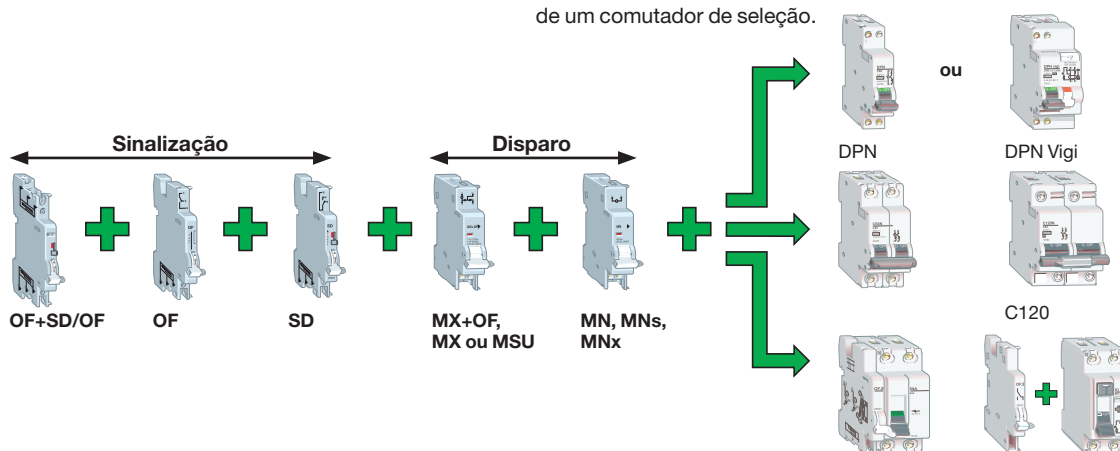 de um comutador de seleção.
ou
Sinalização
Disparo
DPN
DPN Vigi
OF+SD/OF
OF
SD
MX+OF,
MX ou MSU
MN, MNs,
MNx
C120